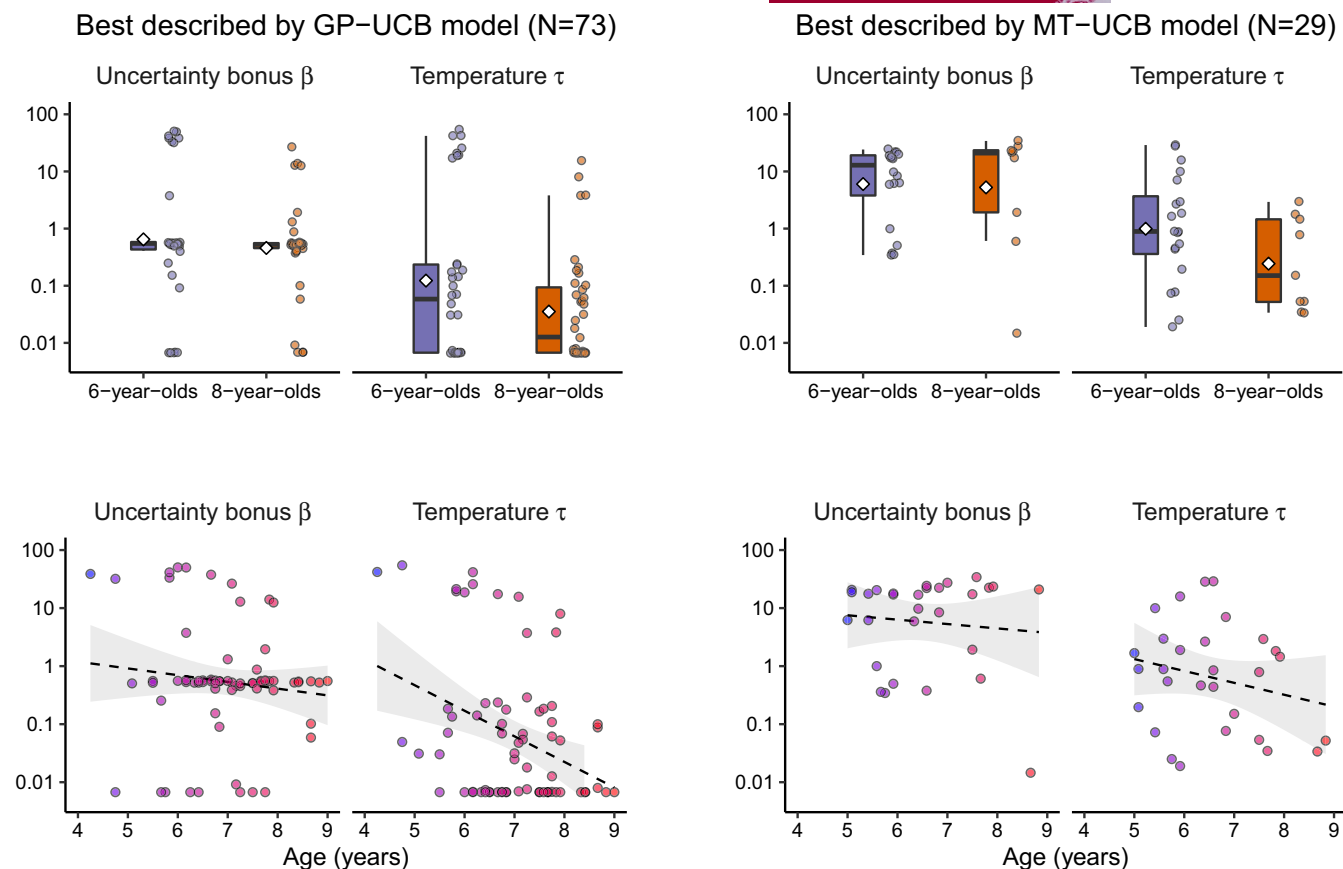 Best described by GP−UCB model (N=73)
Uncertainty bonus β
Temperature τ
100
10
1
0.1
0.01
6−year−olds
8−year−olds
6−year−olds
8−year−olds
Best described by MT−UCB model (N=29)
Uncertainty bonus β
Temperature τ
100
10
1
0.1
0.01
6−year−olds
8−year−olds
6−year−olds
8−year−olds
Uncertainty bonus β
Temperature τ
100
10
1
0.1
0.01
4 5 6 7 8 9
4 5 6 7 8 9
Age (years)
Uncertainty bonus β
Temperature τ
100
10
1
0.1
0.01
4 5 6 7 8 9
4 5 6 7 8 9
Age (years)